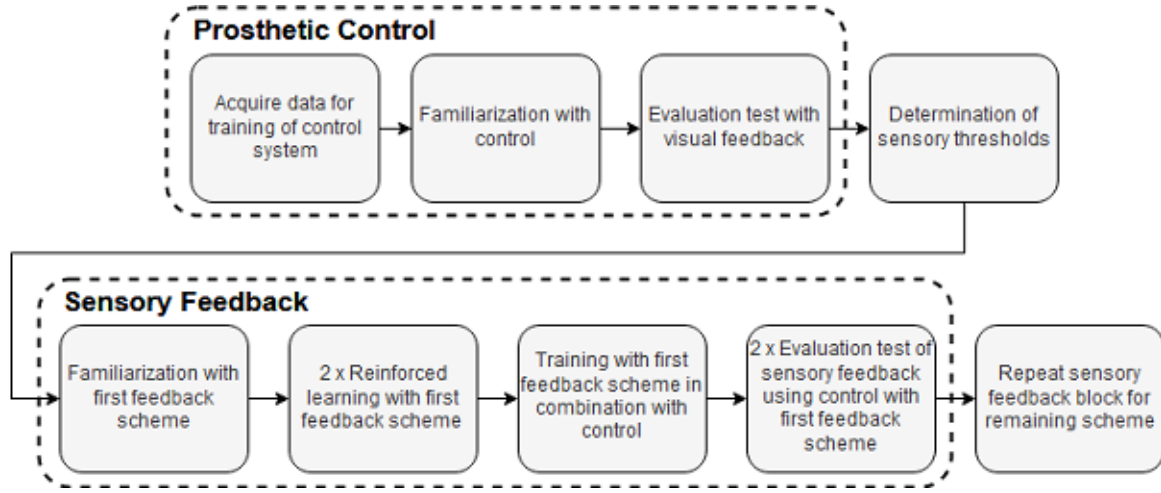 Prosthetic Control
Acquire data for
training of control
system
Familiarization with
control
Evaluation test with
visual feedback
Determination of
sensory thresholds
Sensory Feedback
Familiarization with
first feedback
scheme
2 x Reinforced
learning with first
feedback scheme
Training with first
feedback scheme in
combination with
control
2 x Evaluation test of
sensory feedback
using control with
first feedback
scheme
Repeat sensory
feedback block for
remaining scheme